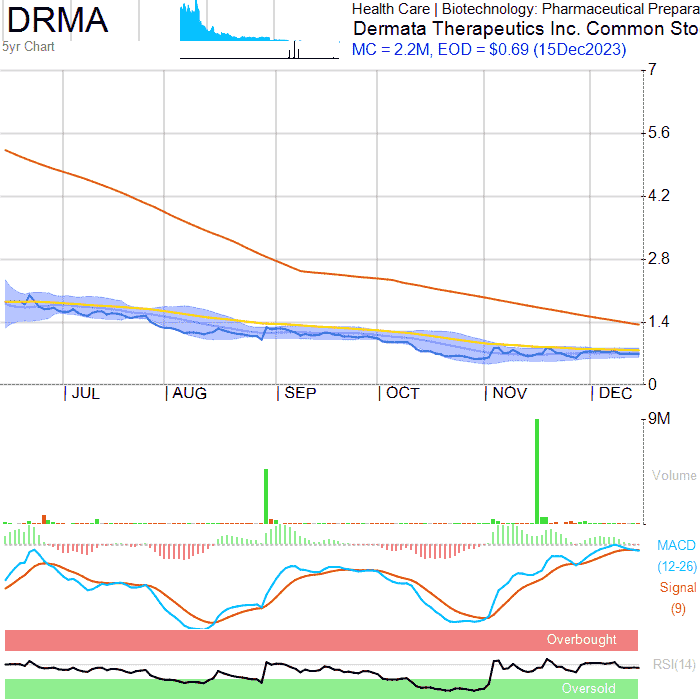 DRMA
5yr Chart
Health Care | Biotechnology: Pharmaceutical Prepara
Dermata Therapeutics Inc. Common Sto
MC = 2.2M, EOD = $0.69 (15Dec2023)
7
5.6
4.2
2.8
1.4
0
JUL
AUG
SEP
OCT
NOV
DEC
9M
Volume
MACD
(12-26)
Signal
(9)
Overbought
RSI(14)
Oversold